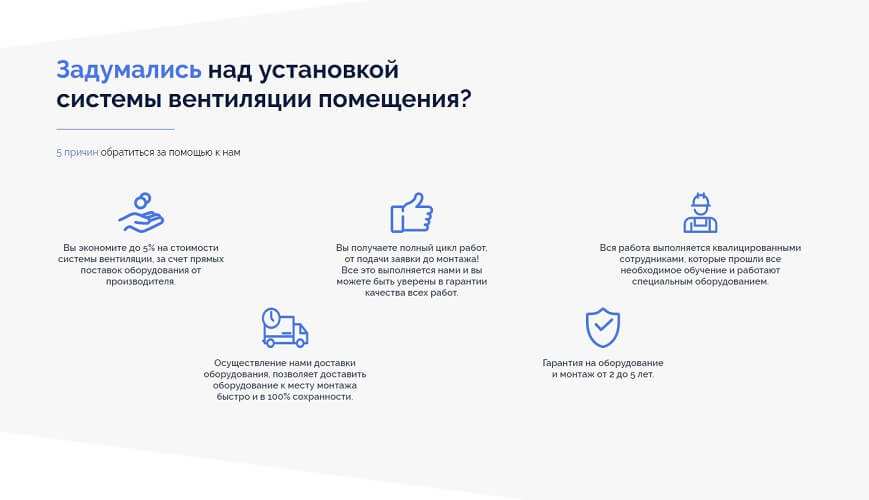 Задумались над установкой
системы вентиляции помещения?
5 причин обратиться за помощью к нам
Вы экономите до 5% на стоимости
системы вентиляции, за счет прямых
поставок оборудования от
производителя.
Вы получаете полный цикл работ,
от подачи заявки до монтажа!
Все это выполняется нами и вы
можете быть уверены в гарантии
качества всех работ.
Вся работа выполняется квалицированными
сотрудниками, которые прошли все
необходимое обучение и работают
специальным оборудованием.
Осуществление нами доставки
оборудования, позволяет доставить
оборудование к месту монтажа
быстро и в 100% сохранности.
Гарантия на оборудование
и монтаж от 2 до 5 лет.